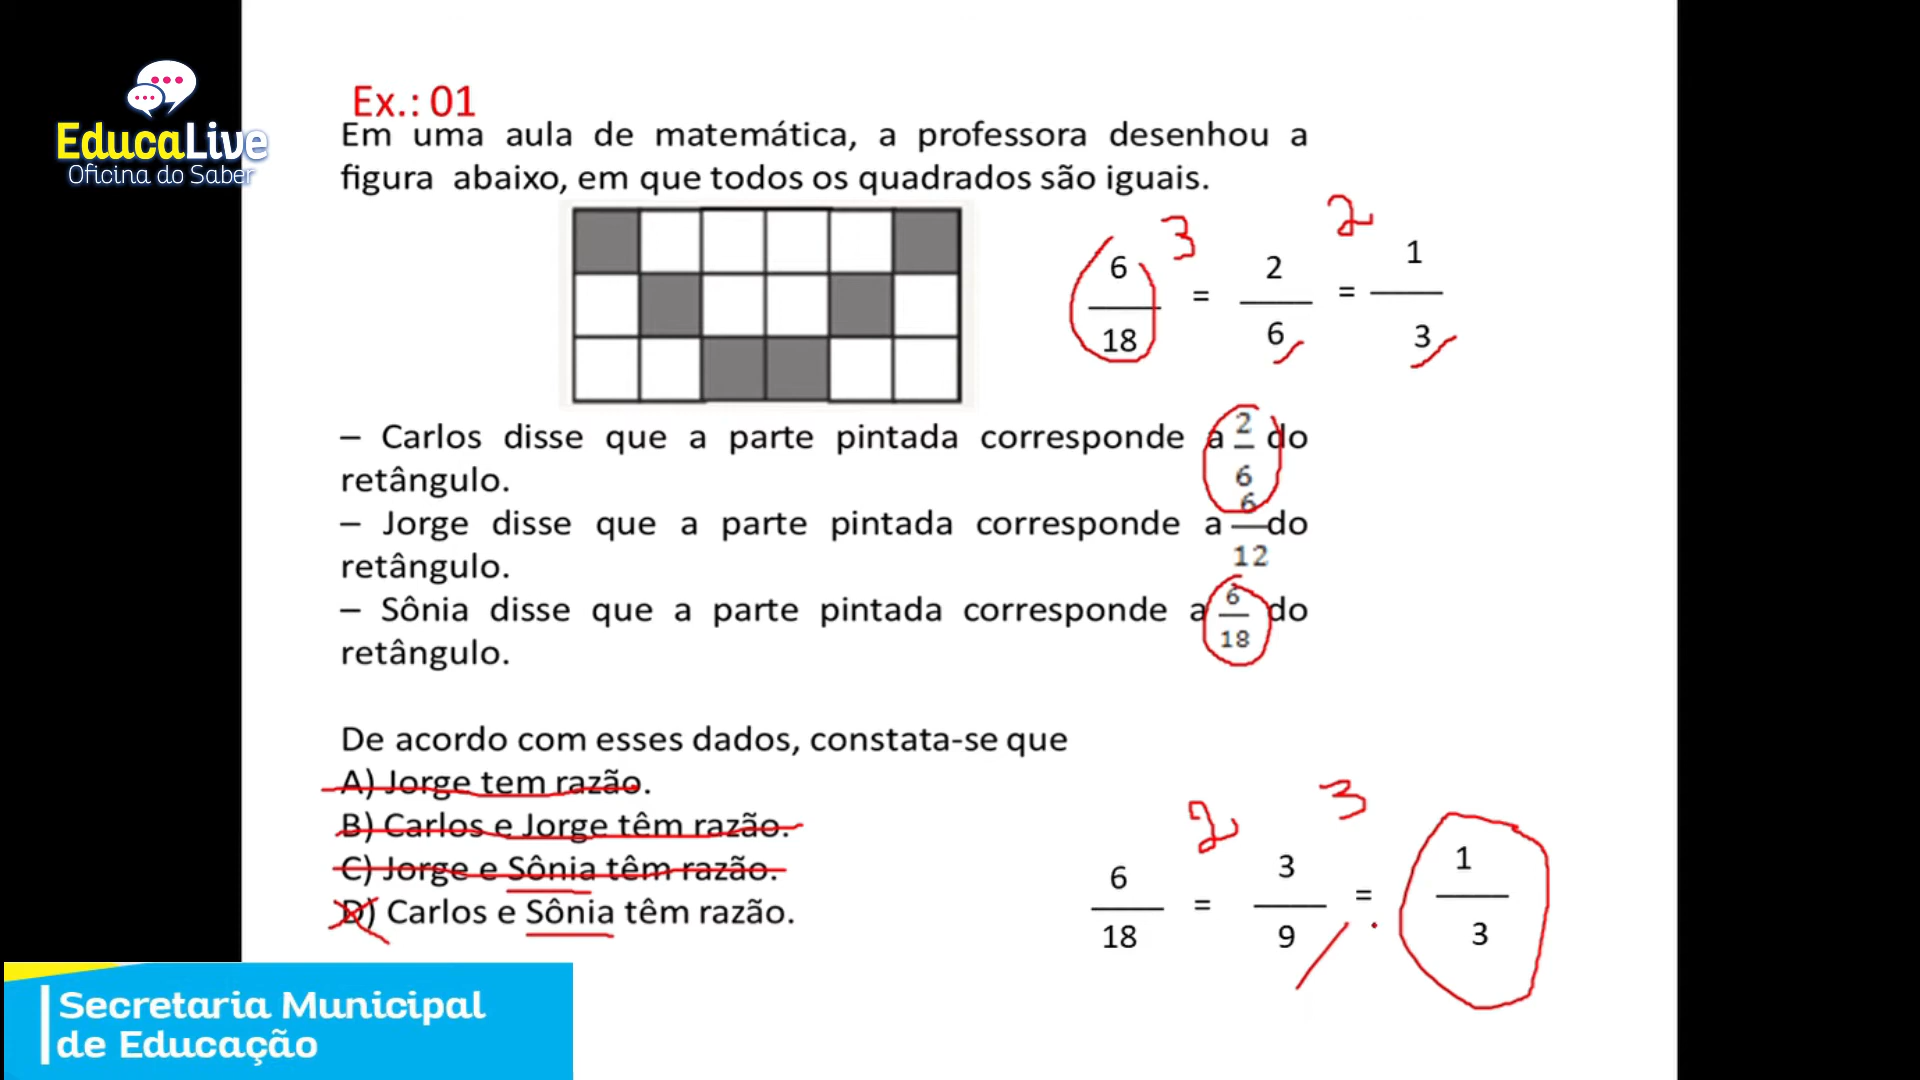 EducaLive
Oficina do Saber
Ex.: 01
Em uma aula de matemática, a professora desenhou a
figura abaixo, em que todos os quadrados são iguais.
3 2
6/18 = 2/6 = 1/3
– Carlos disse que a parte pintada corresponde a 2/6 do
retângulo.
– Jorge disse que a parte pintada corresponde a 6/12 do
retângulo.
– Sônia disse que a parte pintada corresponde a 6/18 do
retângulo.
De acordo com esses dados, constata-se que
A) Jorge tem razão.
B) Carlos e Jorge têm razão.
C) Jorge e Sônia têm razão.
D) Carlos e Sônia têm razão.
2 3
6/18 = 3/9 = 1/3
Secretaria Municipal
de Educação